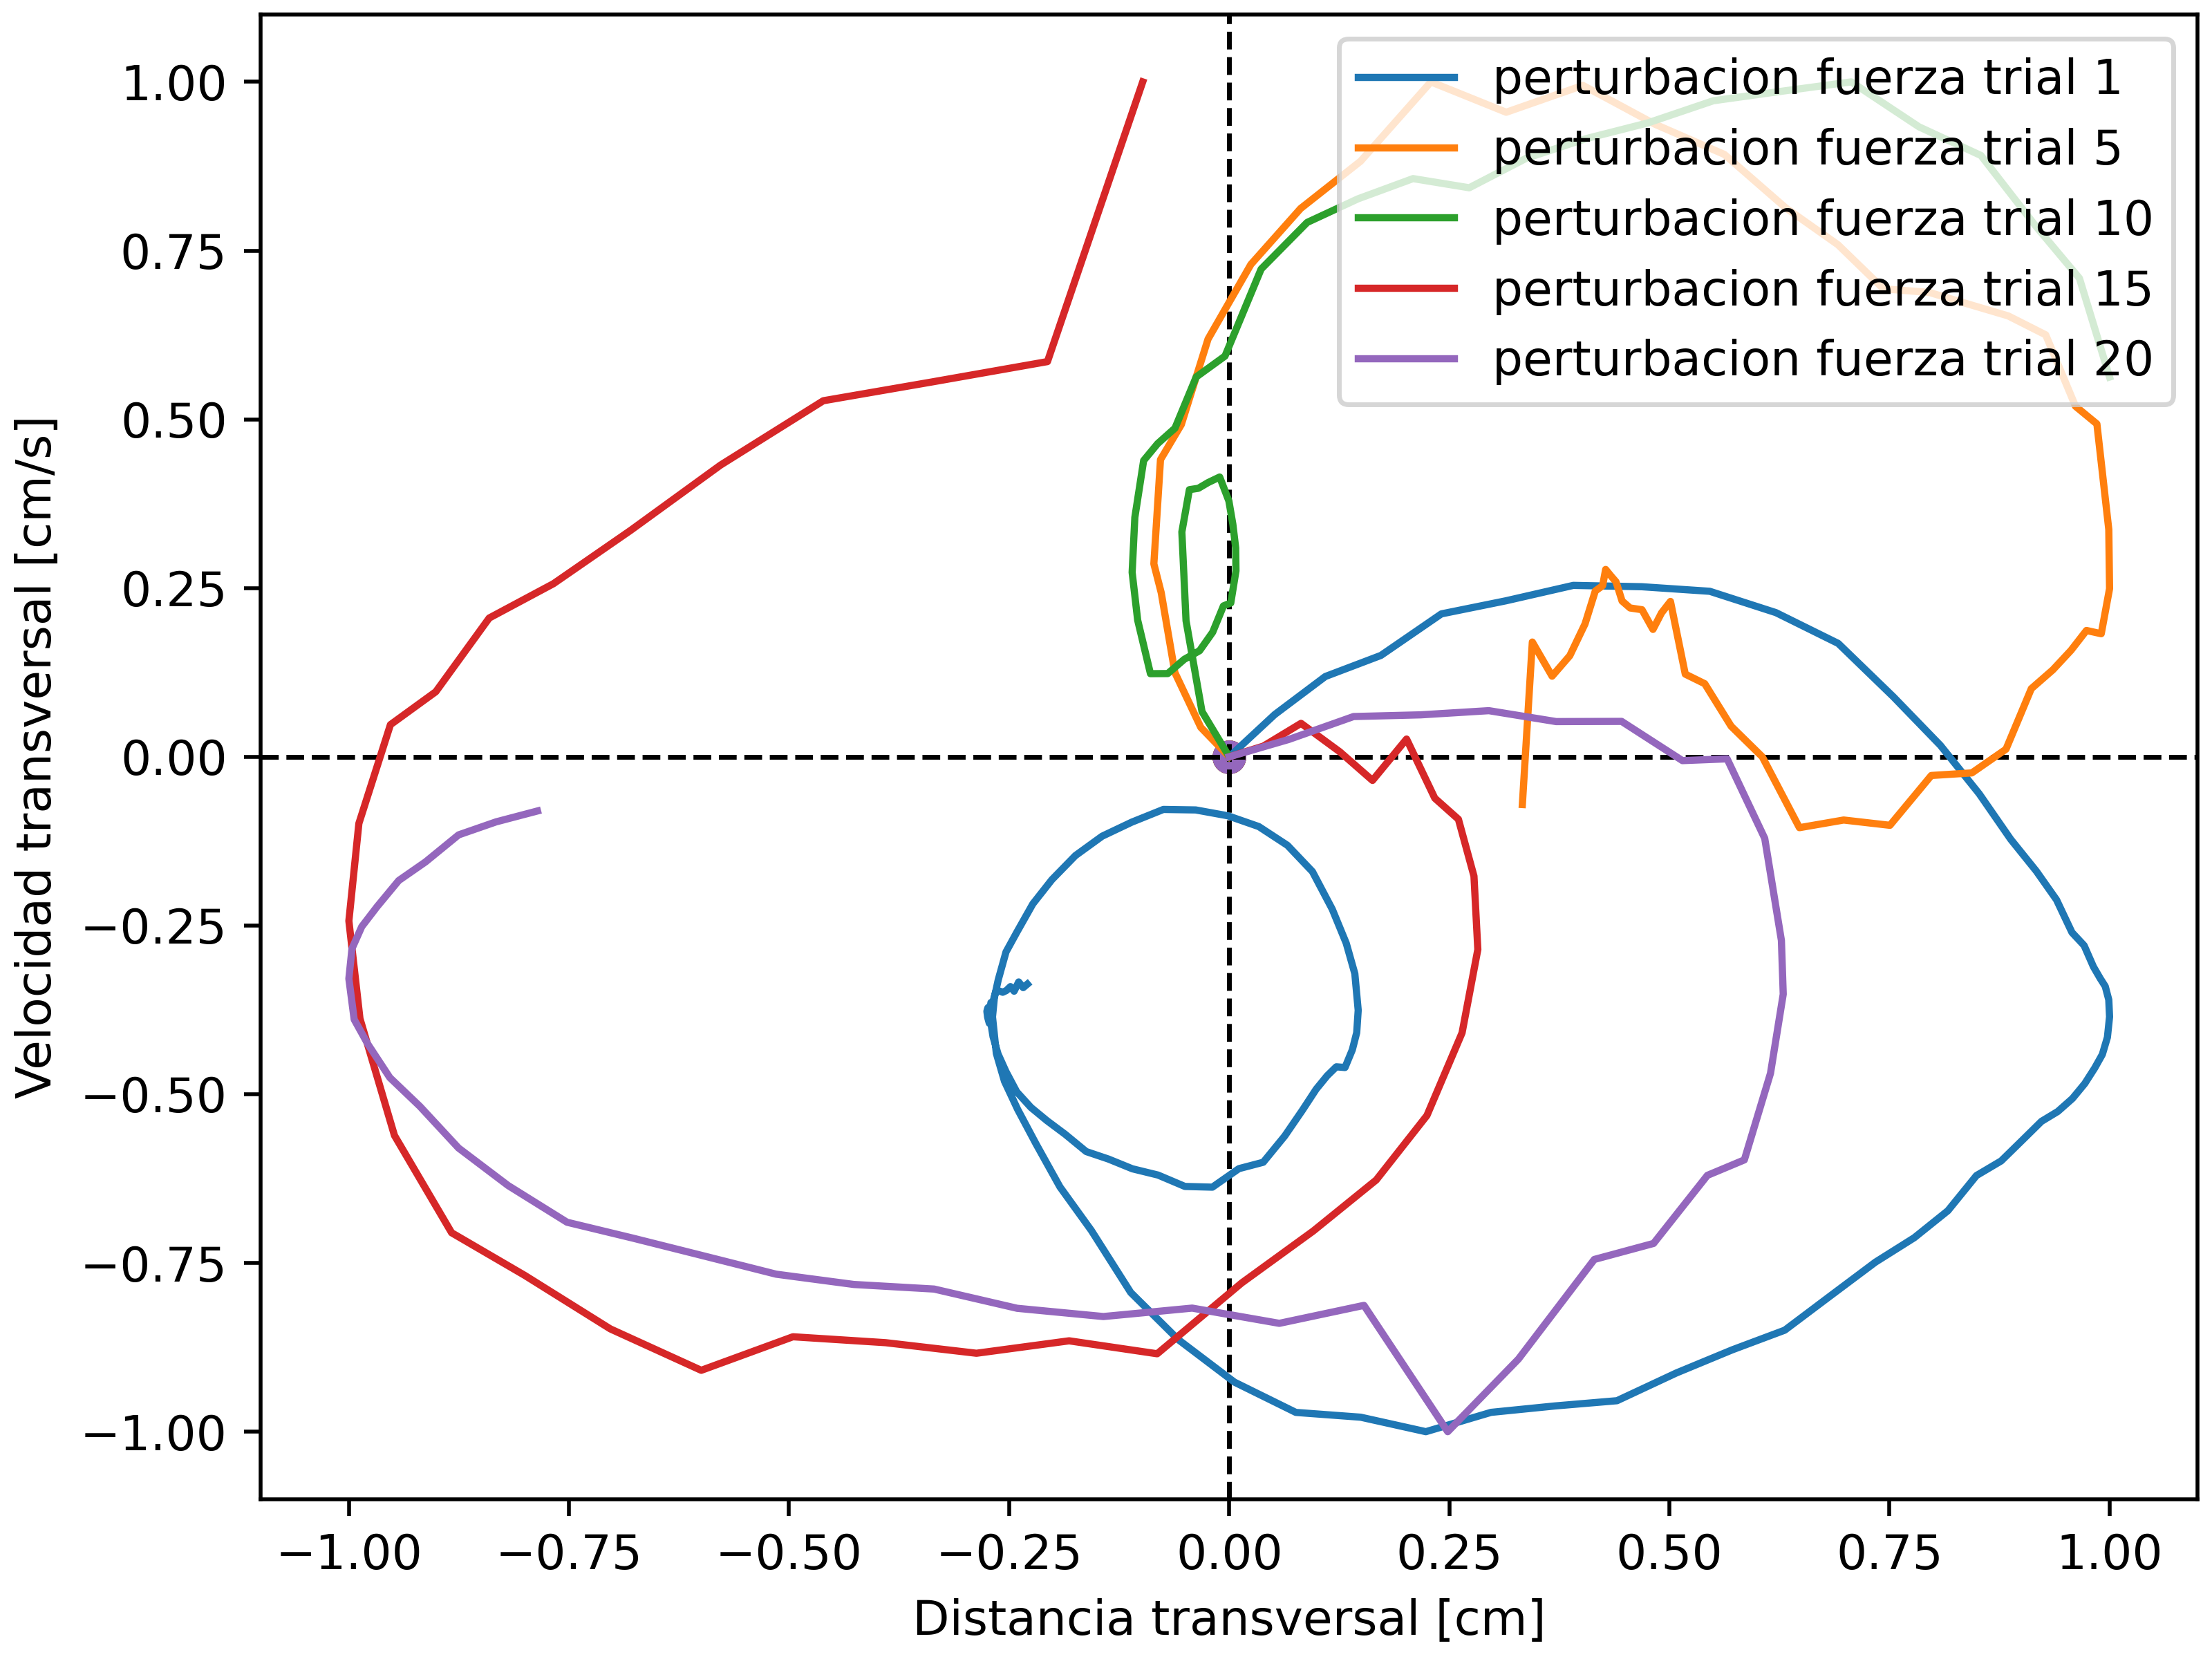 perturbacion fuerza trial 1
perturbacion fuerza trial 5
perturbacion fuerza trial 10
perturbacion fuerza trial 15
perturbacion fuerza trial 20
Velocidad transversal [cm/s]
1.00
0.75
0.50
0.25
0.00
−0.25
−0.50
−0.75
−1.00
−1.00 −0.75 −0.50 −0.25 0.00 0.25 0.50 0.75 1.00
Distancia transversal [cm]